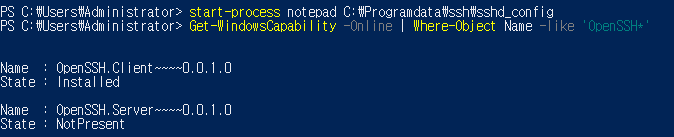 PS C:₩Users₩Administrator> start-process notepad C:₩Programdata₩ssh₩sshd_config
PS C:₩Users₩Administrator> Get-WindowsCapability -Online | Where-Object Name -like 'OpenSSH*'
Name : OpenSSH.Client~~~~0.0.1.0
State : Installed
Name : OpenSSH.Server~~~~0.0.1.0
State : NotPresent